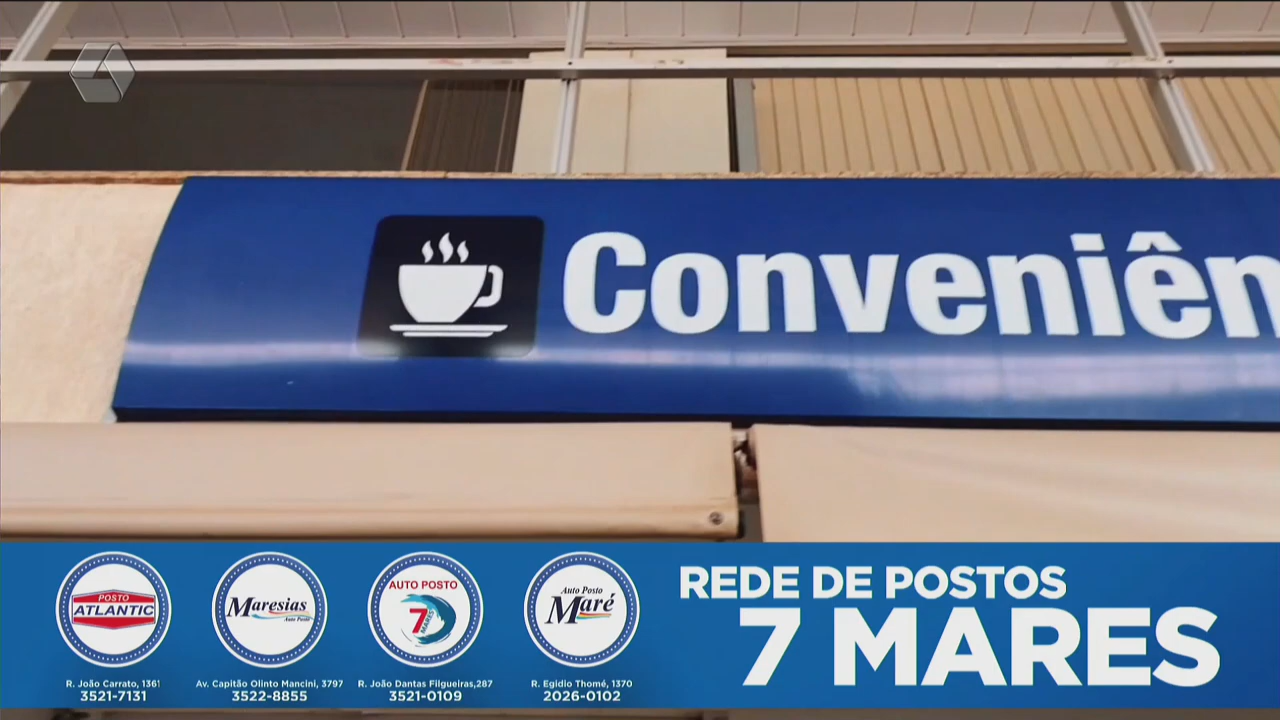 Conveniên
POSTO
ATLANTIC
R. João Carrato, 1361
3521-7131
Maresias
Auto Posto
Av. Capitão Olinto Mancini, 3797
3522-8855
AUTO POSTO
7
MARES
R. João Dantas Filgueiras,287
3521-0109
Auto Posto
Maré
R. Egidio Thomé, 1370
2026-0102
REDE DE POSTOS
7 MARES